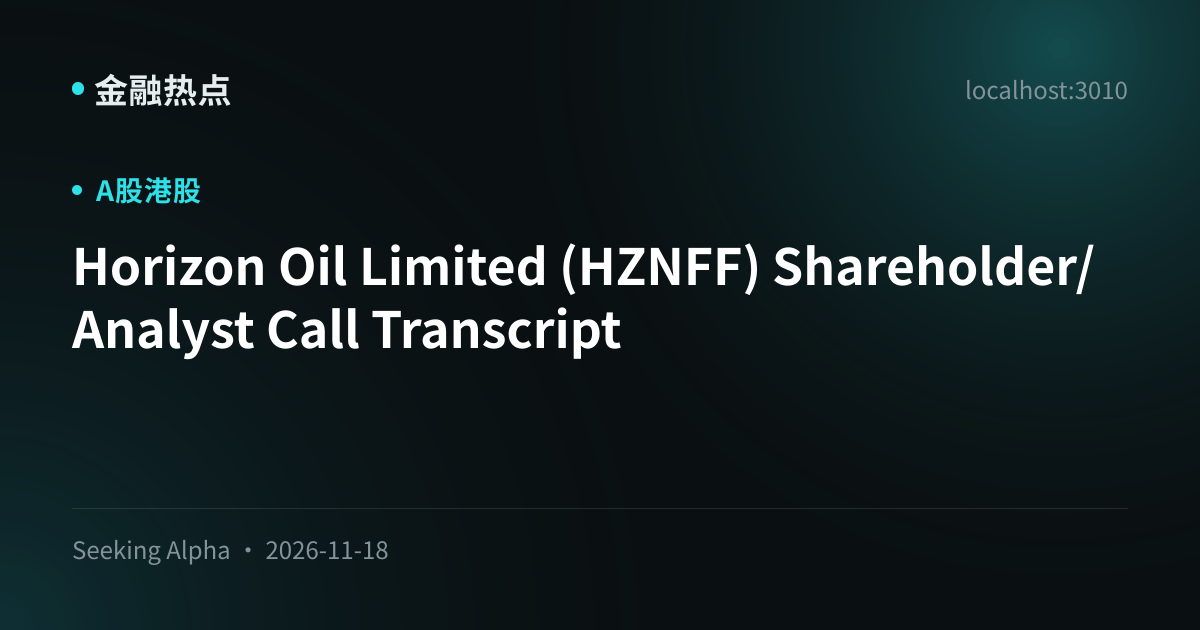 金融热点
localhost:3010
A股港股
Horizon Oil Limited (HZNFF) Shareholder/
Analyst Call Transcript
Seeking Alpha · 2026-11-18